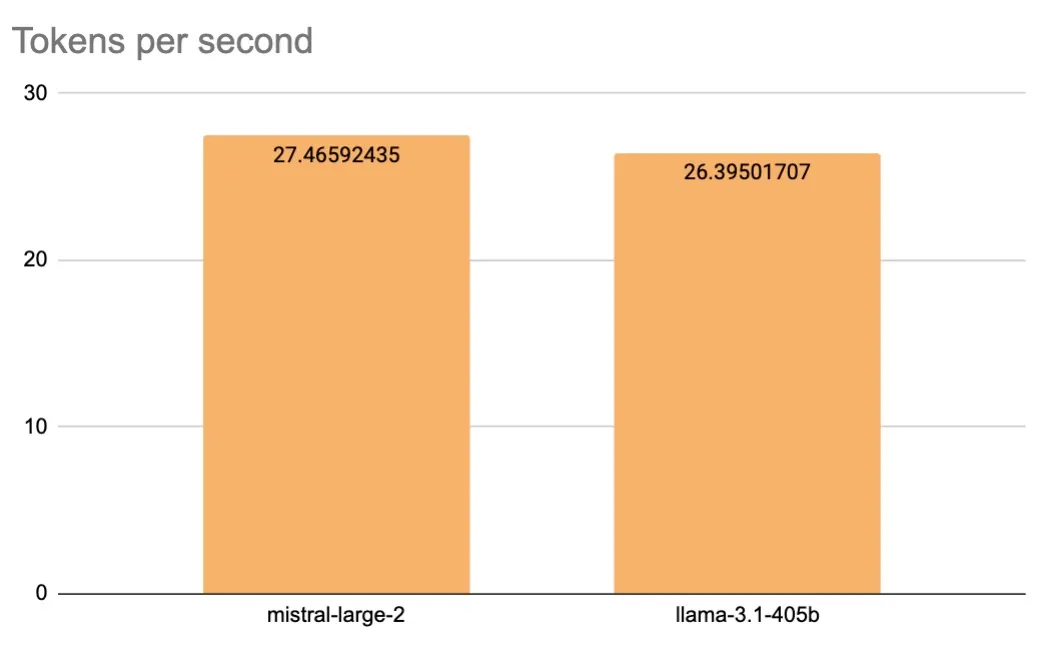 Tokens per second
30
27.46592435
26.39501707
20
10
0
mistral-large-2
llama-3.1-405b